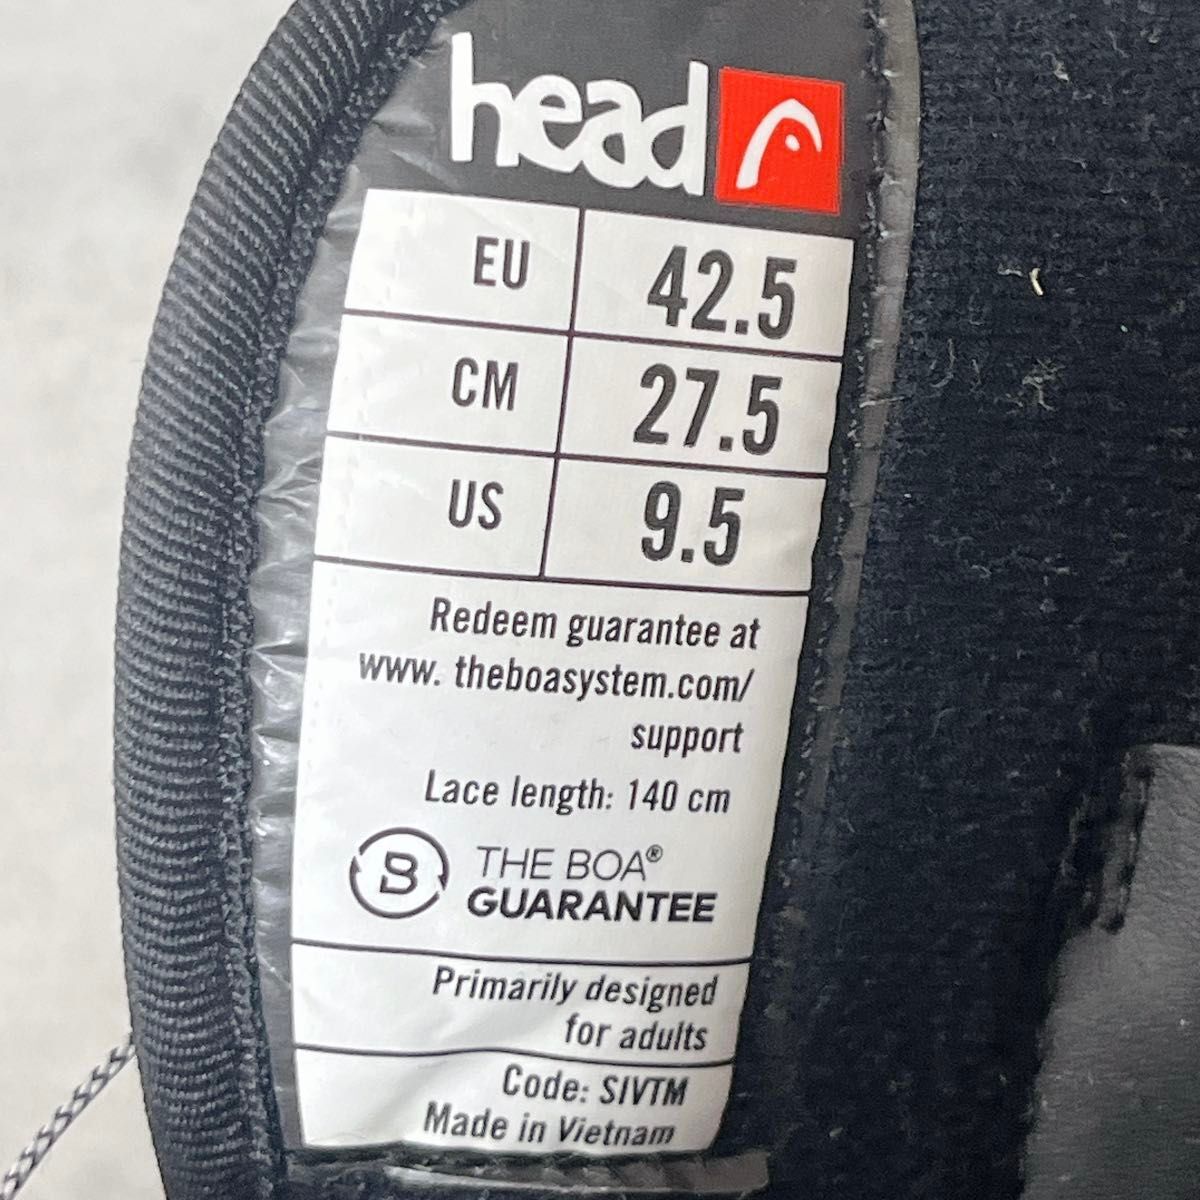 head
EU 42.5
CM 27.5
US 9.5
Redeem guarantee at
www. theboasystem.com/
support
Lace length: 140 cm
B THE BOA®
GUARANTEE
Primarily designed
for adults
Code: SIVTM
Made in Vietnam